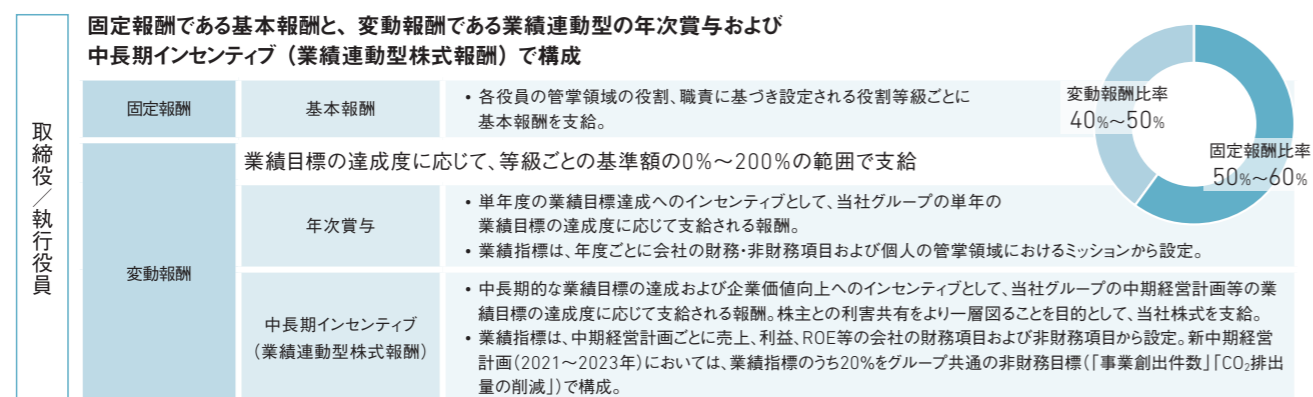 取締役／執行役員
固定報酬である基本報酬と、変動報酬である業績連動型の年次賞与および
中長期インセンティブ（業績連動型株式報酬）で構成
固定報酬
基本報酬
• 各役員の管掌領域の役割、職責に基づき設定される役割等級ごとに
基本報酬を支給。
変動報酬
業績目標の達成度に応じて、等級ごとの基準額の0%～200%の範囲で支給
年次賞与
• 単年度の業績目標達成へのインセンティブとして、当社グループの単年の
業績目標の達成度に応じて支給される報酬。
• 業績指標は、年度ごとに会社の財務・非財務項目および個人の管掌領域におけるミッションから設定。
中長期インセンティブ
（業績連動型株式報酬）
• 中長期的な業績目標の達成および企業価値向上へのインセンティブとして、当社グループの中期経営計画等の業
績目標の達成度に応じて支給される報酬。株主との利害共有をより一層図ることを目的として、当社株式を支給。
• 業績指標は、中期経営計画ごとに売上、利益、ROE等の会社の財務項目および非財務項目から設定。新中期経営
計画（2021～2023年）においては、業績指標のうち20%をグループ共通の非財務目標（「事業創出件数」「CO₂排出
量の削減」）で構成。
変動報酬比率
40%～50%
固定報酬比率
50%～60%